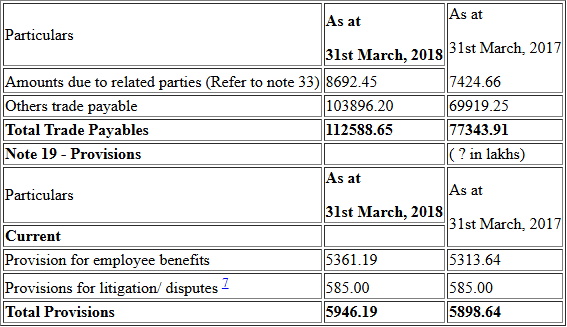 Particulars As at 31st March, 2018 As at 31st March, 2017
Amounts due to related parties (Refer to note 33) 8692.45 7424.66
Others trade payable 103896.20 69919.25
Total Trade Payables 112588.65 77343.91
Note 19 - Provisions ( ? in lakhs)
Particulars As at 31st March, 2018 As at 31st March, 2017
Current
Provision for employee benefits 5361.19 5313.64
Provisions for litigation/ disputes 7 585.00 585.00
Total Provisions 5946.19 5898.64